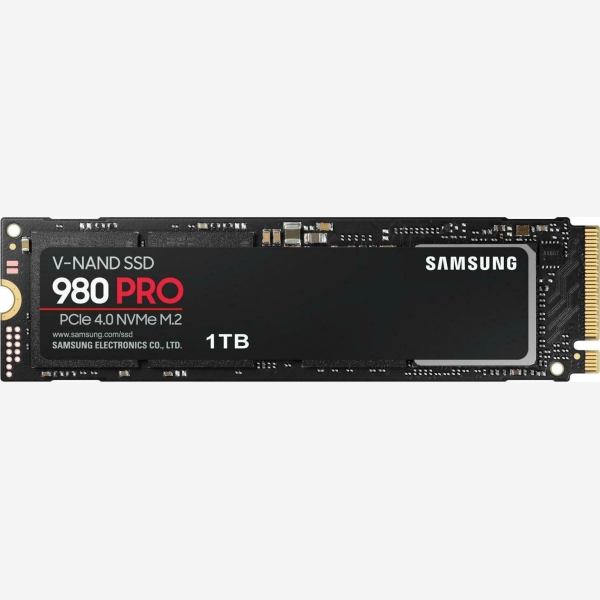 V-NAND SSD
980 PRO
PCIe 4.0 NVMe M.2
www.samsung.com/ssd
SAMSUNG ELECTRONICS CO., LTD.
1TB
SAMSUNG